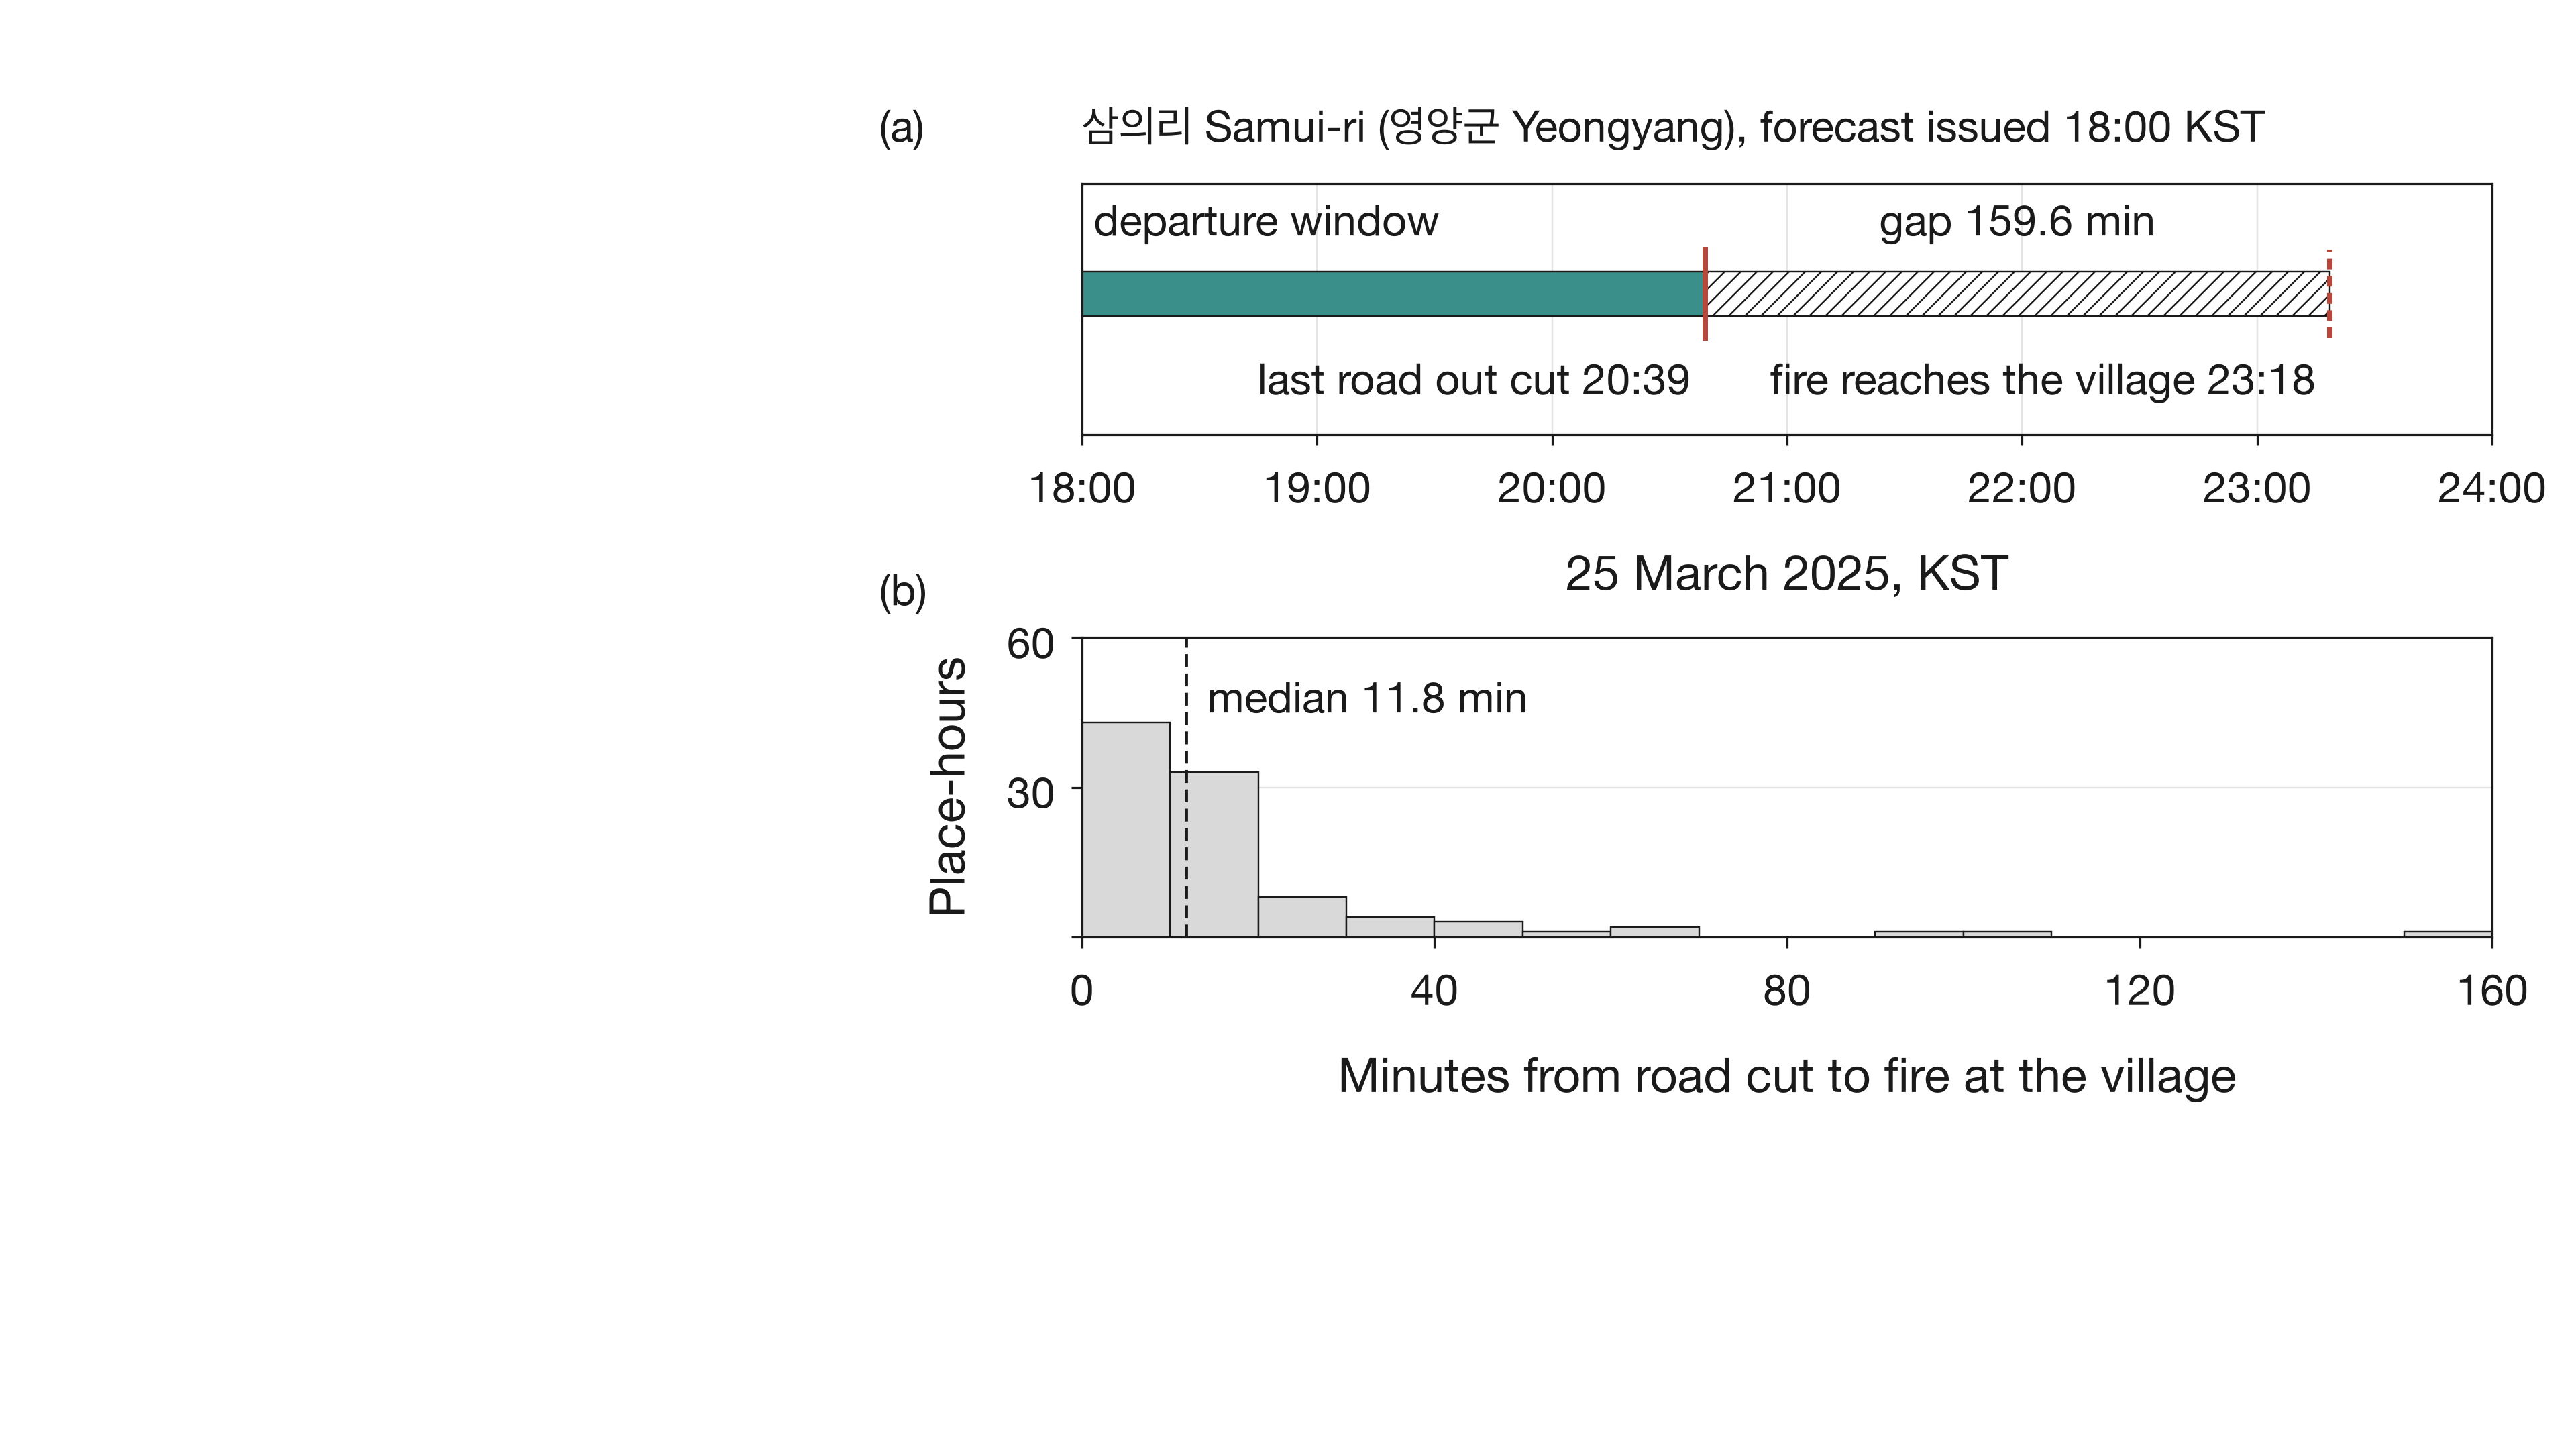 (a)
삼의리 Samui-ri (영양군 Yeongyang), forecast issued 18:00 KST
departure window
gap 159.6 min
last road out cut 20:39
fire reaches the village 23:18
18:00 19:00 20:00 21:00 22:00 23:00 24:00
25 March 2025, KST
(b)
60
30
Place-hours
median 11.8 min
0 40 80 120 160
Minutes from road cut to fire at the village